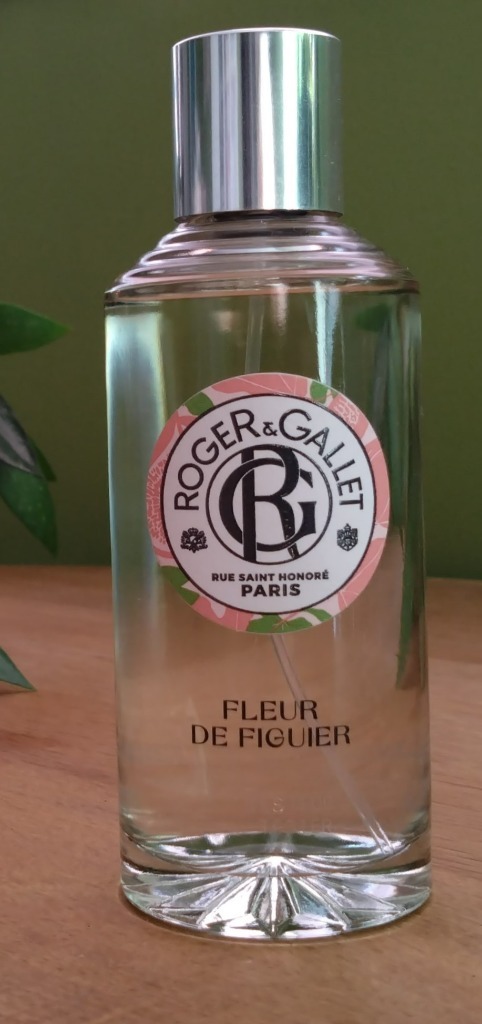 ROGER & GALLET
RG
RUE SAINT HONORÉ
PARIS
FLEUR
DE FIGUIER